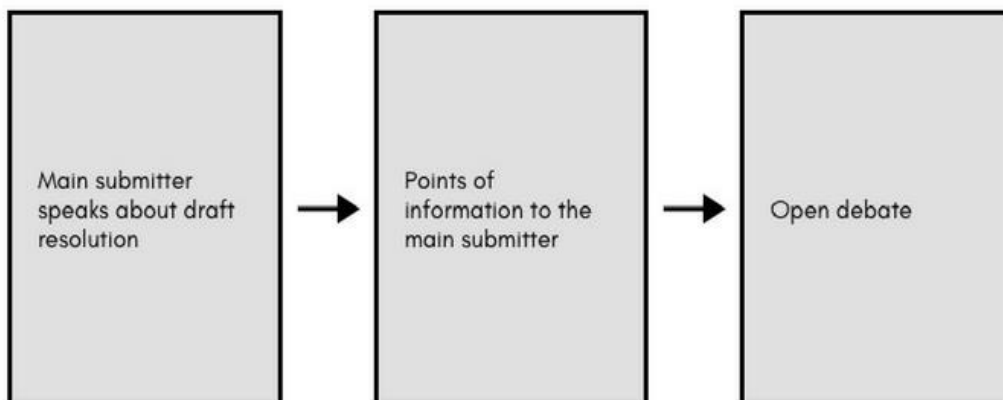 Main submitter
speaks about draft
resolution
Points of
information to the
main submitter
Open debate